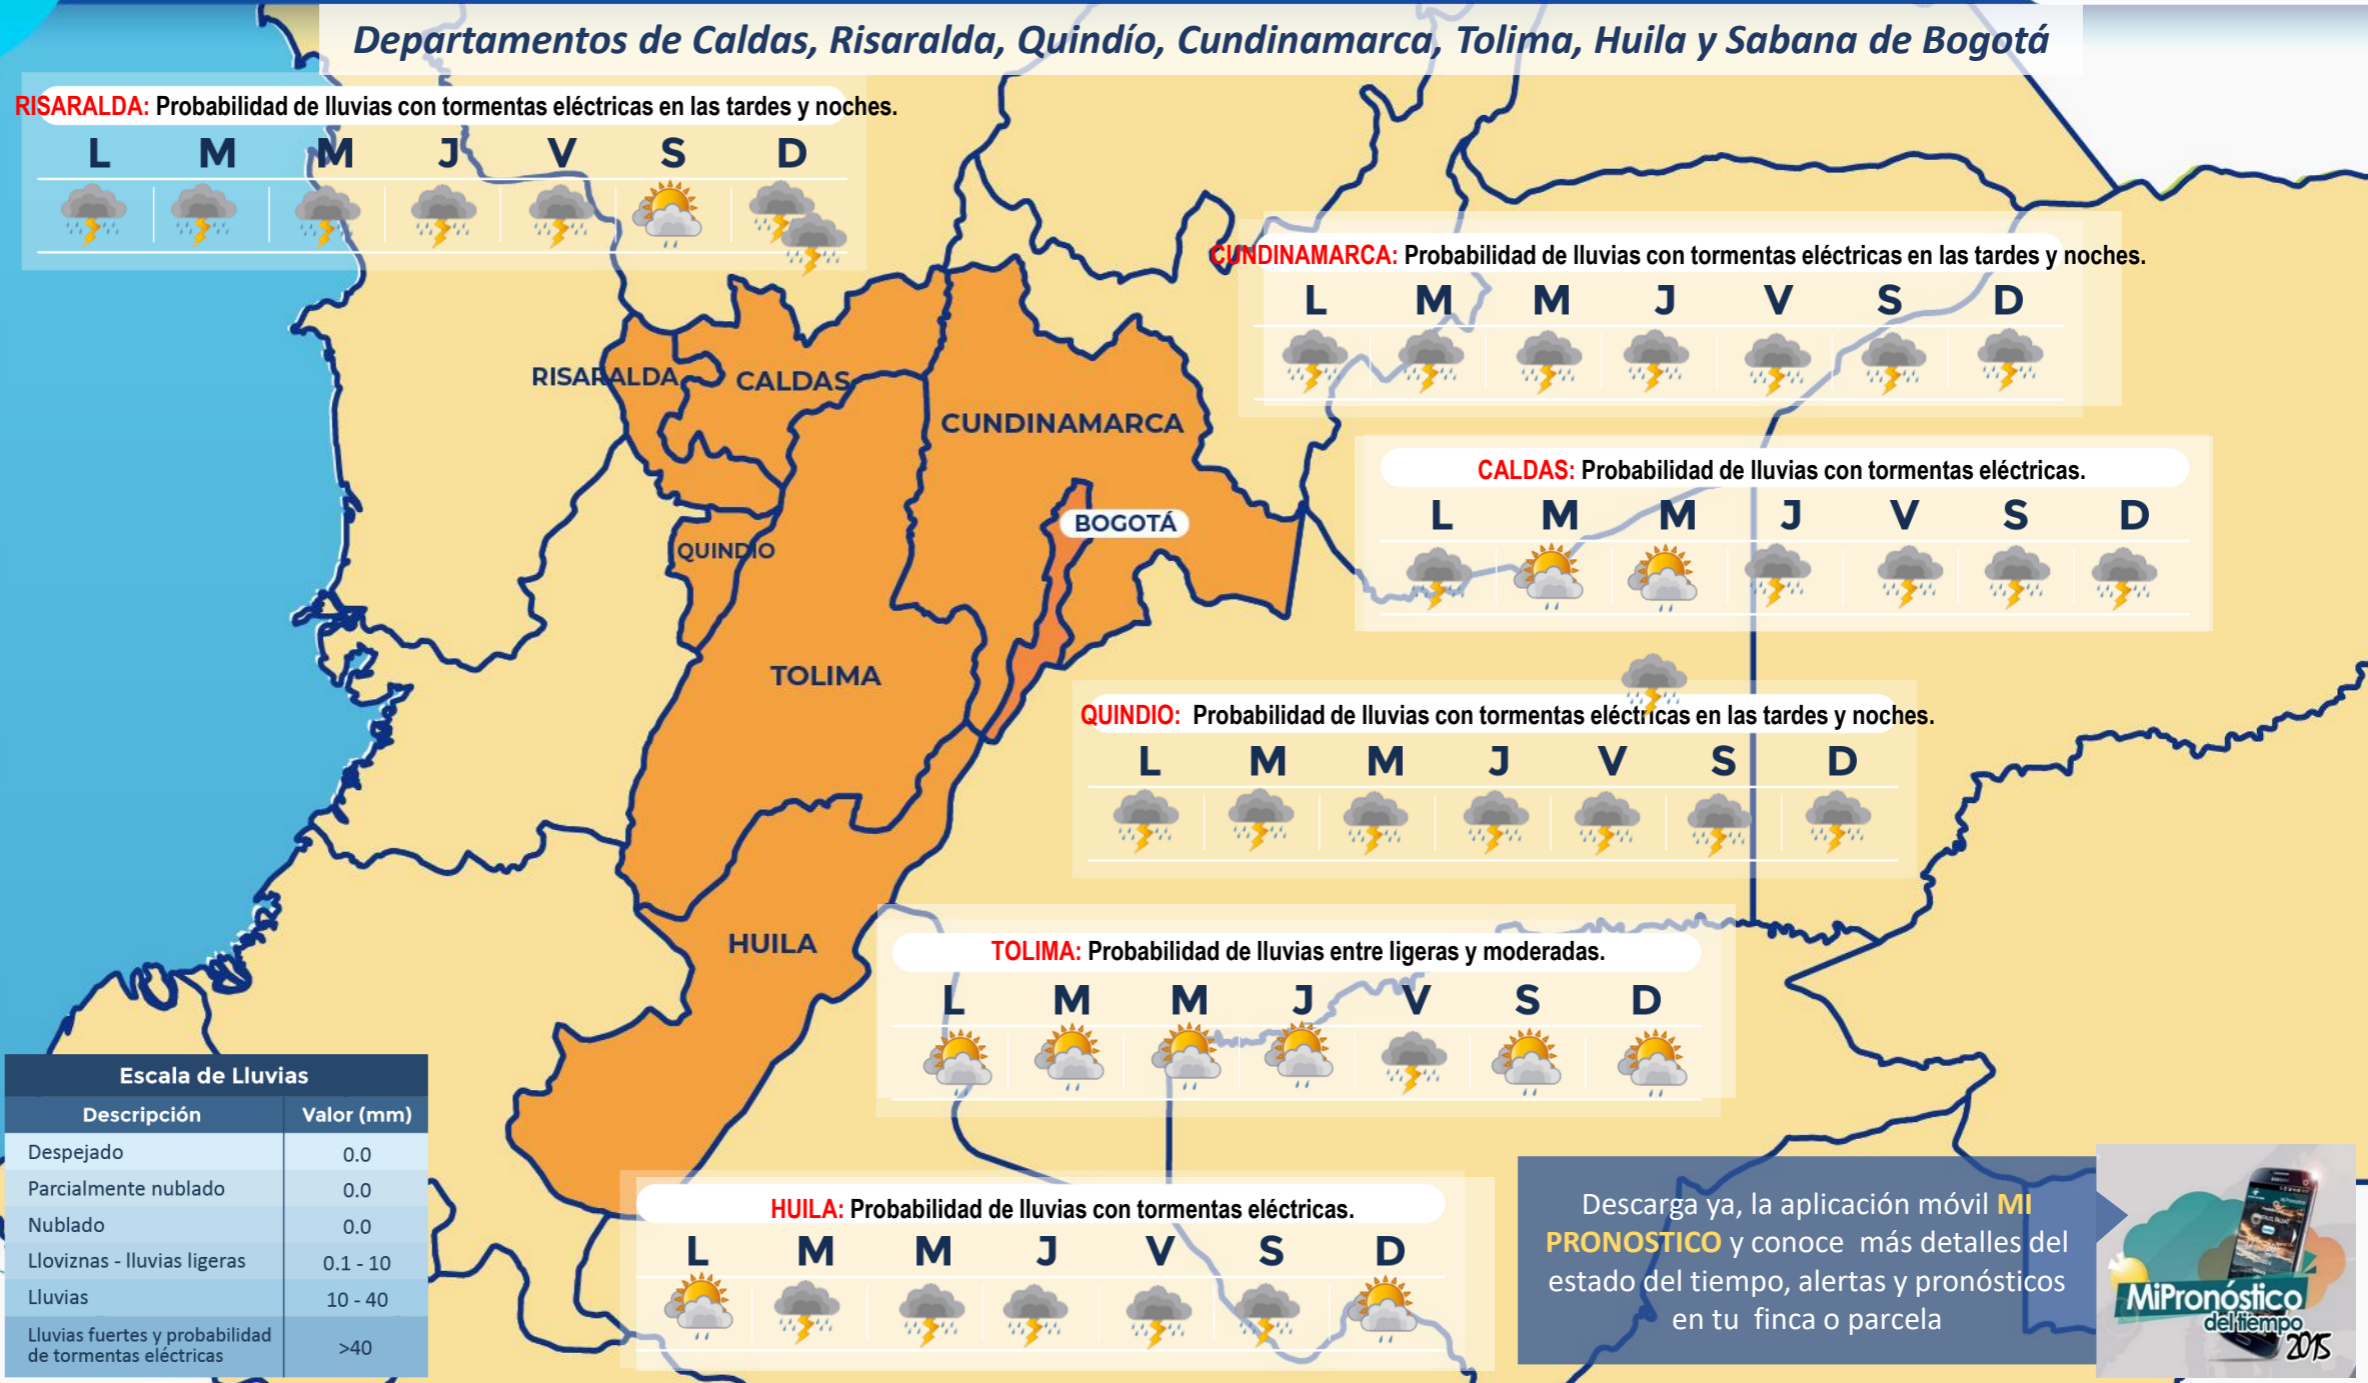 Departamentos de Caldas, Risaralda, Quindío, Cundinamarca, Tolima, Huila y Sabana de Bogotá
RISARALDA: Probabilidad de lluvias con tormentas eléctricas en las tardes y noches.
L M M J V S D
CUNDINAMARCA: Probabilidad de lluvias con tormentas eléctricas en las tardes y noches.
L M M J V S D
RISARALDA
CALDAS
CUNDINAMARCA
BOGOTÁ
QUINDIO
TOLIMA
HUILA
CALDAS: Probabilidad de lluvias con tormentas eléctricas.
L M M J V S D
QUINDIO: Probabilidad de lluvias con tormentas eléctricas en las tardes y noches.
L M M J V S D
TOLIMA: Probabilidad de lluvias entre ligeras y moderadas.
L M M J V S D
HUILA: Probabilidad de lluvias con tormentas eléctricas.
L M M J V S D
Escala de Lluvias
Descripción Valor (mm)
Despejado 0.0
Parcialmente nublado 0.0
Nublado 0.0
Lloviznas - lluvias ligeras 0.1 - 10
Lluvias 10 - 40
Lluvias fuertes y probabilidad
de tormentas eléctricas >40
Descarga ya, la aplicación móvil MI
PRONOSTICO y conoce más detalles del
estado del tiempo, alertas y pronósticos
en tu finca o parcela
MiPronóstico
del tiempo
2015